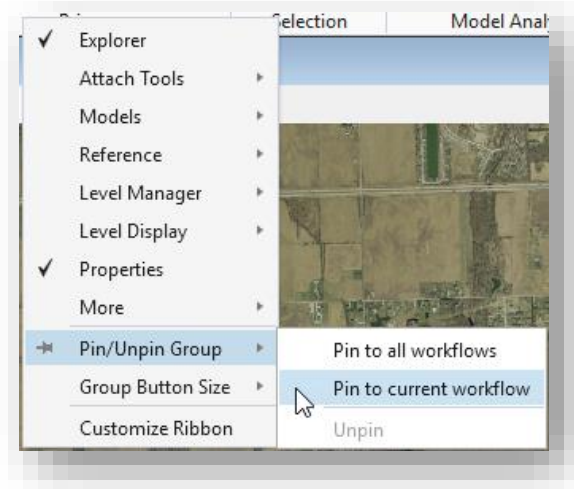 Selection
Model Analy
Explorer
Attach Tools
Models
Reference
Level Manager
Level Display
Properties
More
Pin/Unpin Group
Pin to all workflows
Group Button Size
Pin to current workflow
Customize Ribbon
Unpin